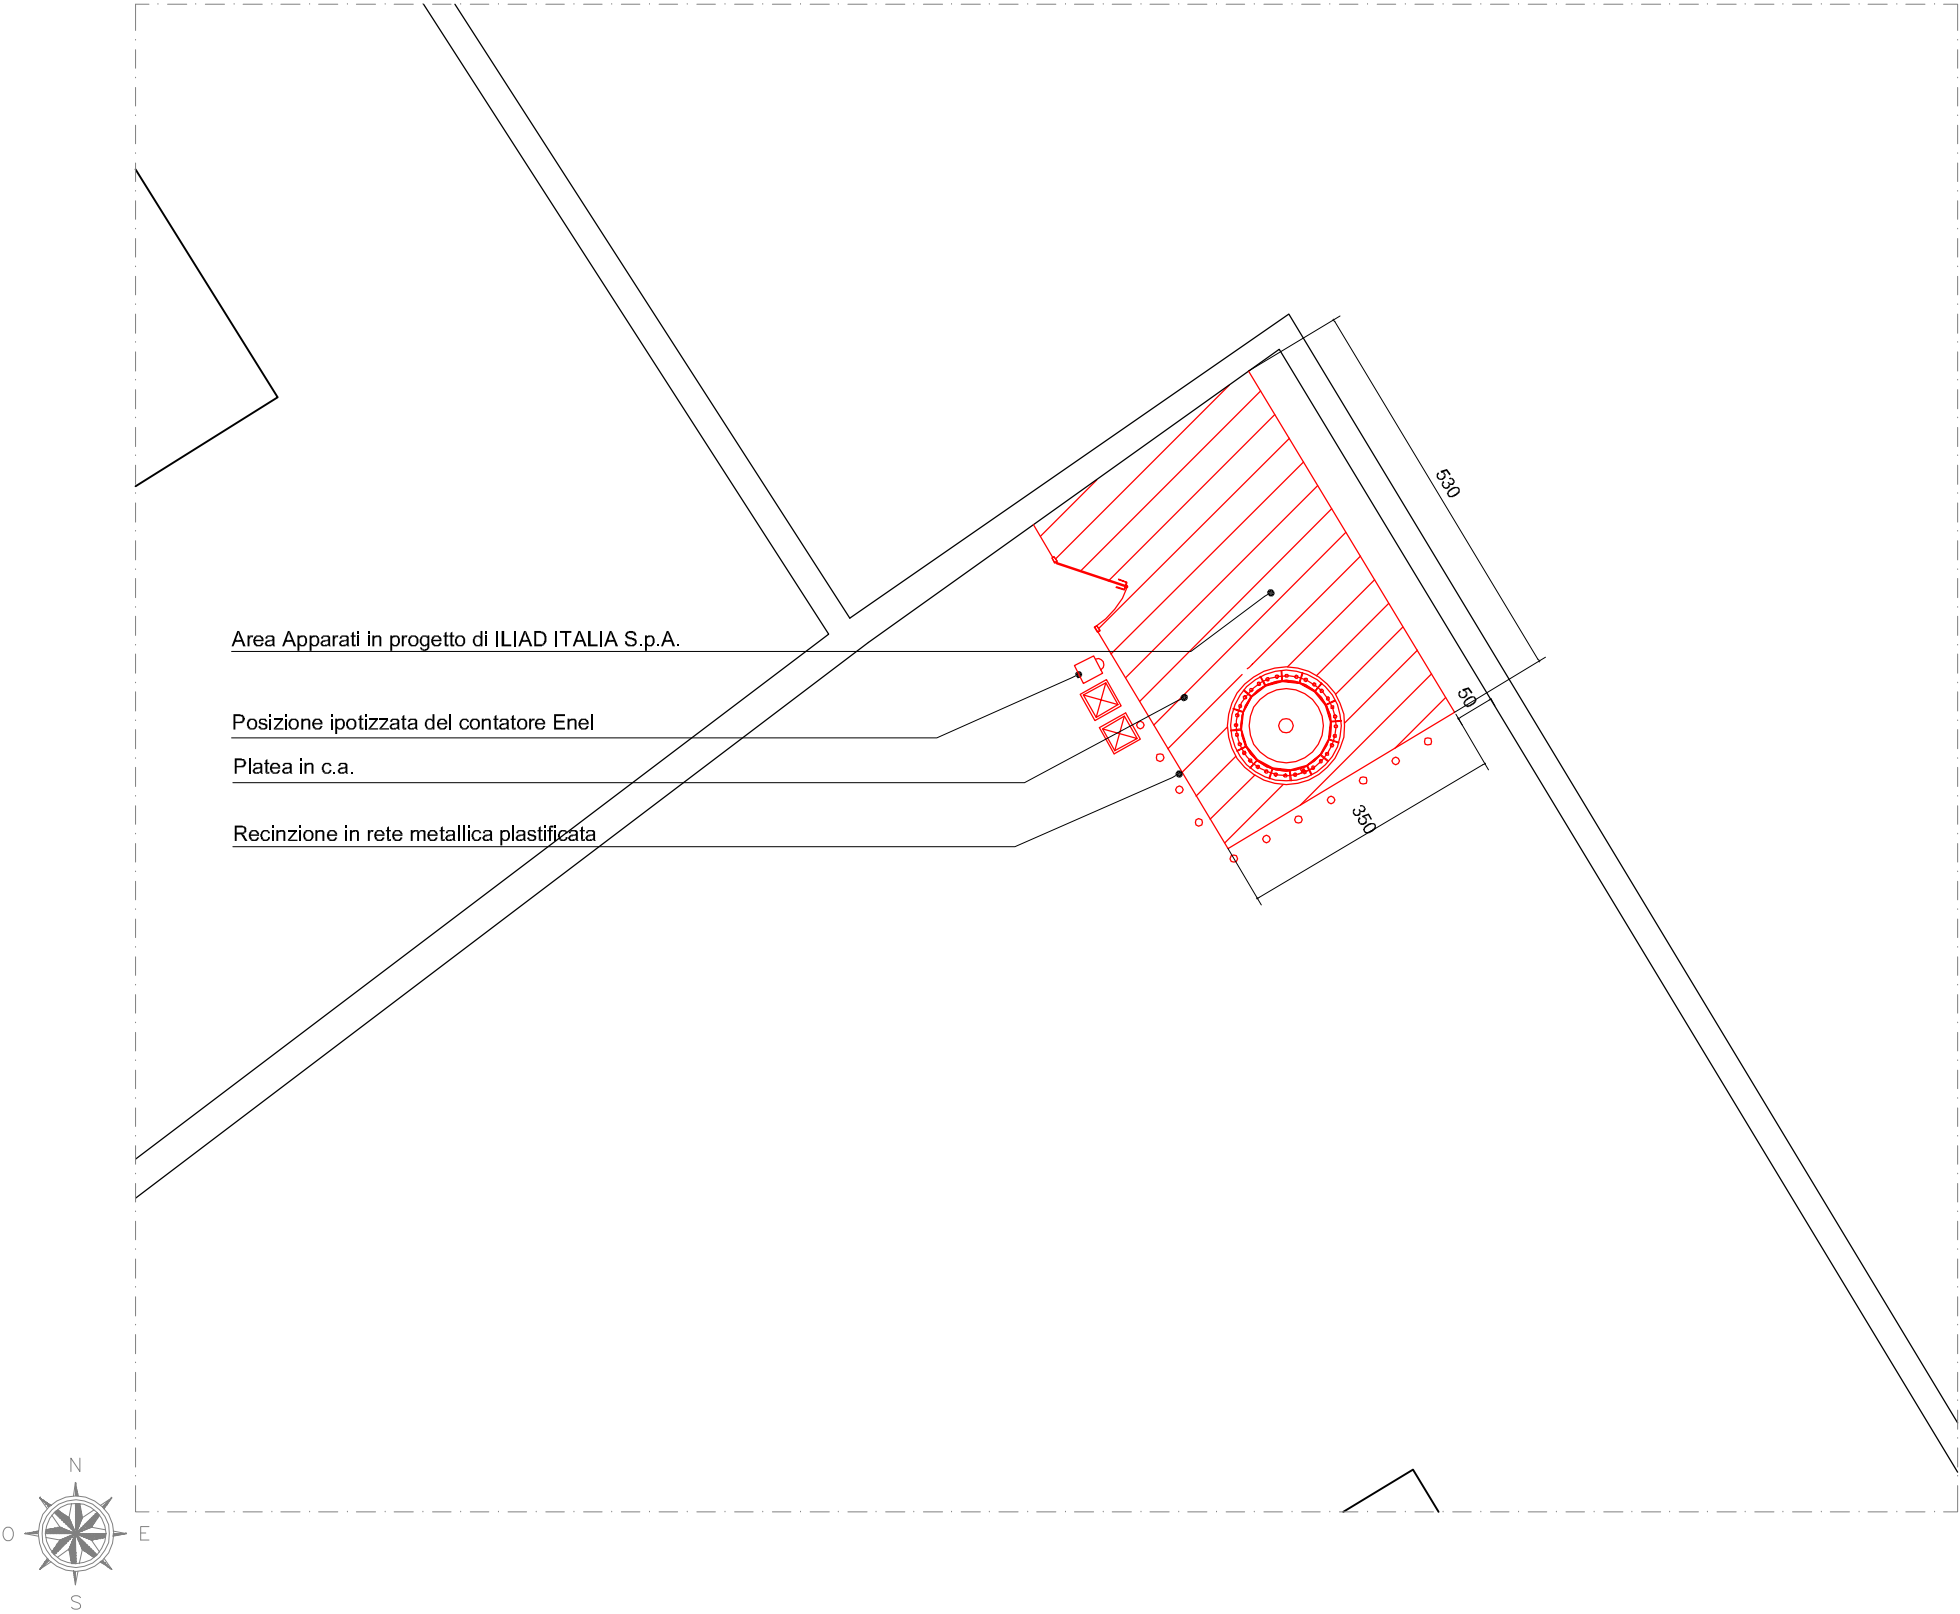 530
Area Apparati in progetto di ILIAD ITALIA S.p.A.
50
Posizione ipotizzata del contatore Enel
Platea in c.a.
350
Recinzione in rete metallica plastificata
N
O
E
S